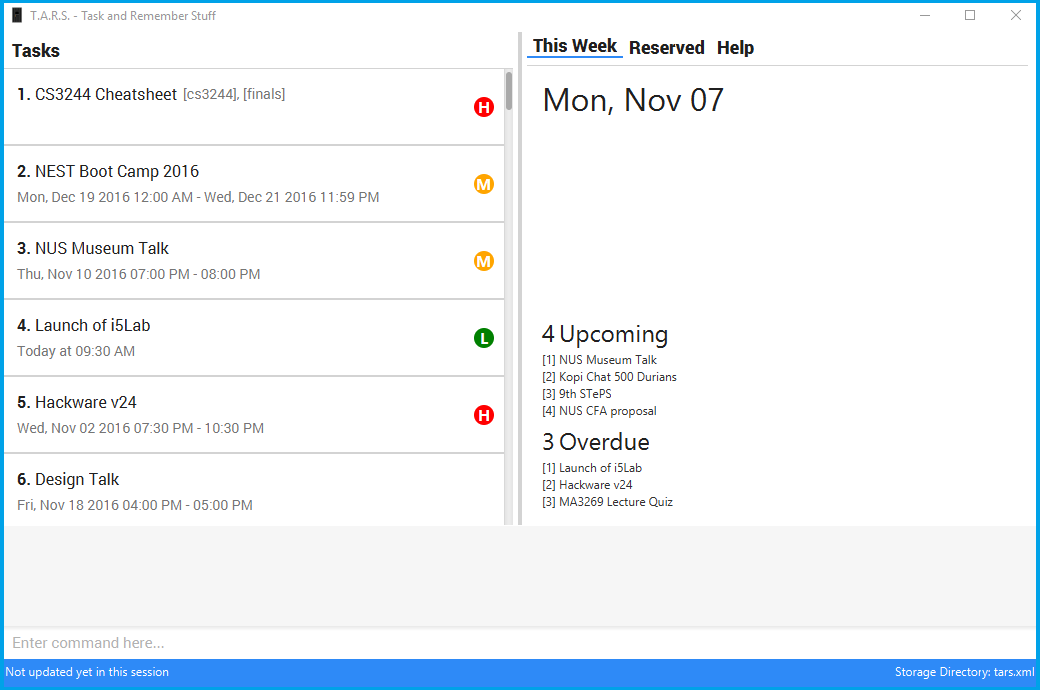 T.A.R.S. - Task and Remember Stuff
Tasks
1. CS3244 Cheatsheet [cs3244], [finals]
H
2. NEST Boot Camp 2016
Mon, Dec 19 2016 12:00 AM - Wed, Dec 21 2016 11:59 PM
M
3. NUS Museum Talk
Thu, Nov 10 2016 07:00 PM - 08:00 PM
M
4. Launch of i5Lab
Today at 09:30 AM
L
5. Hackware v24
Wed, Nov 02 2016 07:30 PM - 10:30 PM
H
6. Design Talk
Fri, Nov 18 2016 04:00 PM - 05:00 PM
This Week Reserved Help
Mon, Nov 07
4 Upcoming
[1] NUS Museum Talk
[2] Kopi Chat 500 Durians
[3] 9th STePS
[4] NUS CFA proposal
3 Overdue
[1] Launch of i5Lab
[2] Hackware v24
[3] MA3269 Lecture Quiz
Enter command here...
Not updated yet in this session
Storage Directory: tars.xml